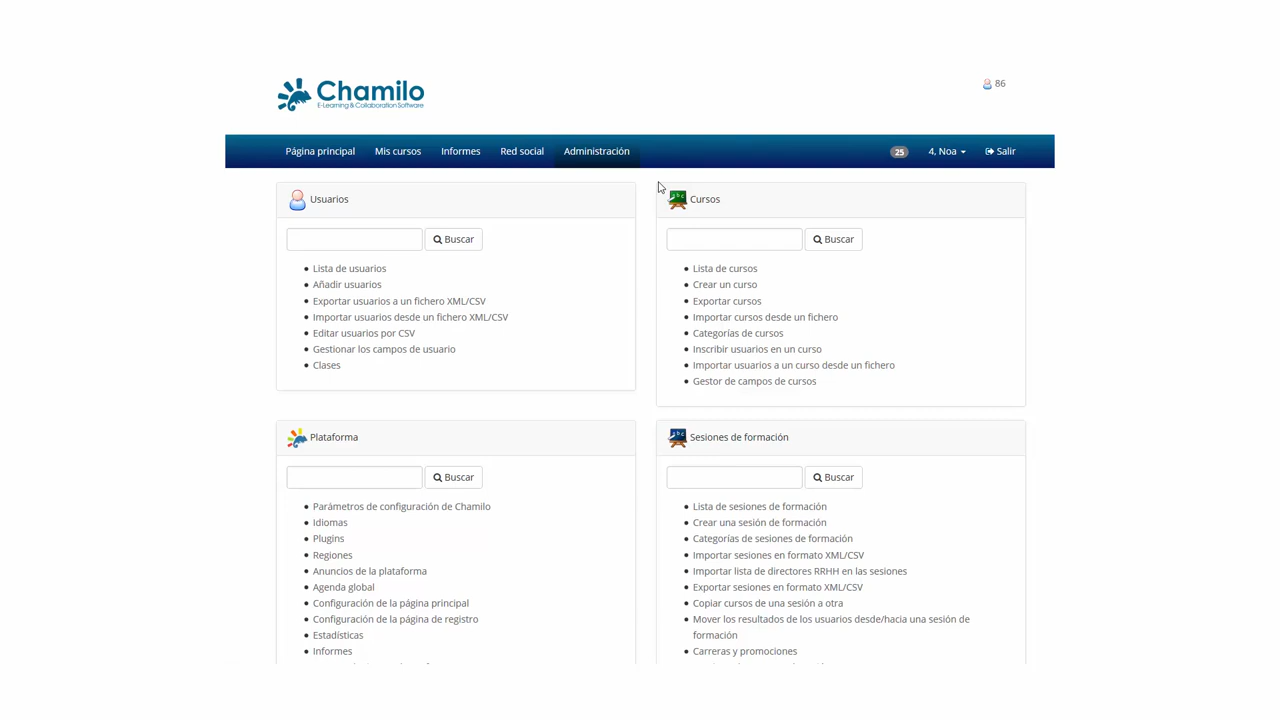 Chamilo
E-Learning & Collaboration Software
86
Página principal Mis cursos Informes Red social Administración 25 4, Noa Salir
Usuarios
Buscar
Lista de usuarios
Añadir usuarios
Exportar usuarios a un fichero XML/CSV
Importar usuarios desde un fichero XML/CSV
Editar usuarios por CSV
Gestionar los campos de usuario
Clases
Cursos
Buscar
Lista de cursos
Crear un curso
Exportar cursos
Importar cursos desde un fichero
Categorías de cursos
Inscribir usuarios en un curso
Importar usuarios a un curso desde un fichero
Gestor de campos de cursos
Plataforma
Buscar
Parámetros de configuración de Chamilo
Idiomas
Plugins
Regiones
Anuncios de la plataforma
Agenda global
Configuración de la página principal
Configuración de la página de registro
Estadísticas
Informes
Sesiones de formación
Buscar
Lista de sesiones de formación
Crear una sesión de formación
Categorías de sesiones de formación
Importar sesiones en formato XML/CSV
Importar lista de directores RRHH en las sesiones
Exportar sesiones en formato XML/CSV
Copiar cursos de una sesión a otra
Mover los resultados de los usuarios desde/hacia una sesión de
formación
Carreras y promociones